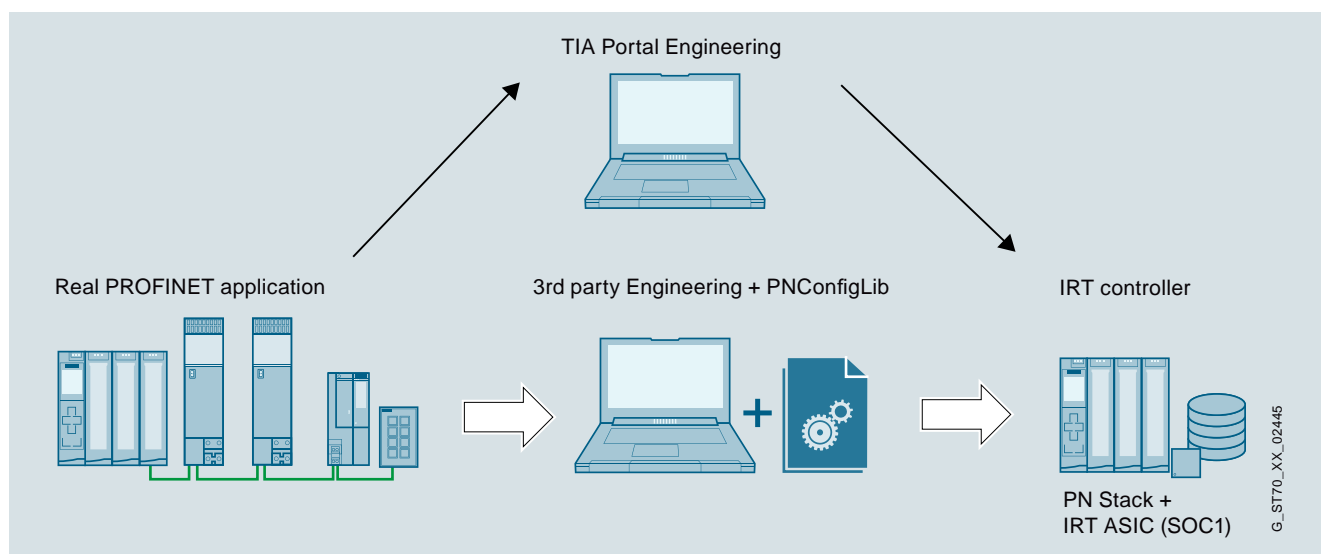 TIA Portal Engineering
Real PROFINET application
3rd party Engineering + PNConfigLib
IRT controller
PN Stack +
IRT ASIC (SOC1)
G_ST70_XX_02445